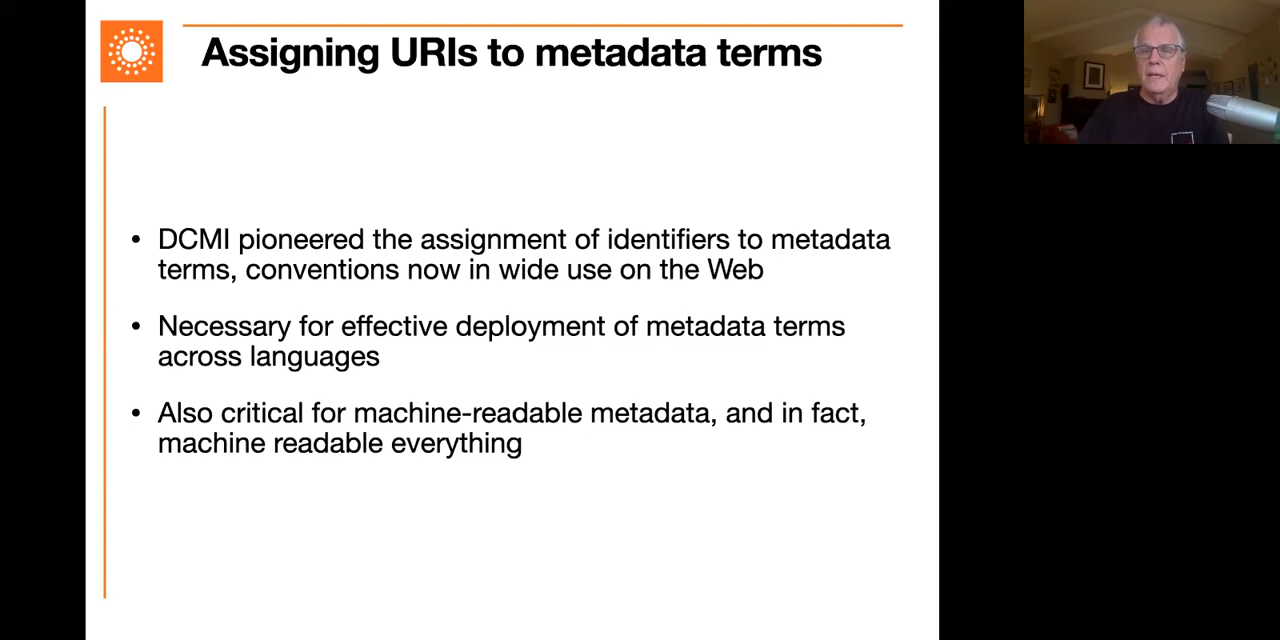 Assigning URIs to metadata terms
• DCMI pioneered the assignment of identifiers to metadata
terms, conventions now in wide use on the Web
• Necessary for effective deployment of metadata terms
across languages
• Also critical for machine-readable metadata, and in fact,
machine readable everything